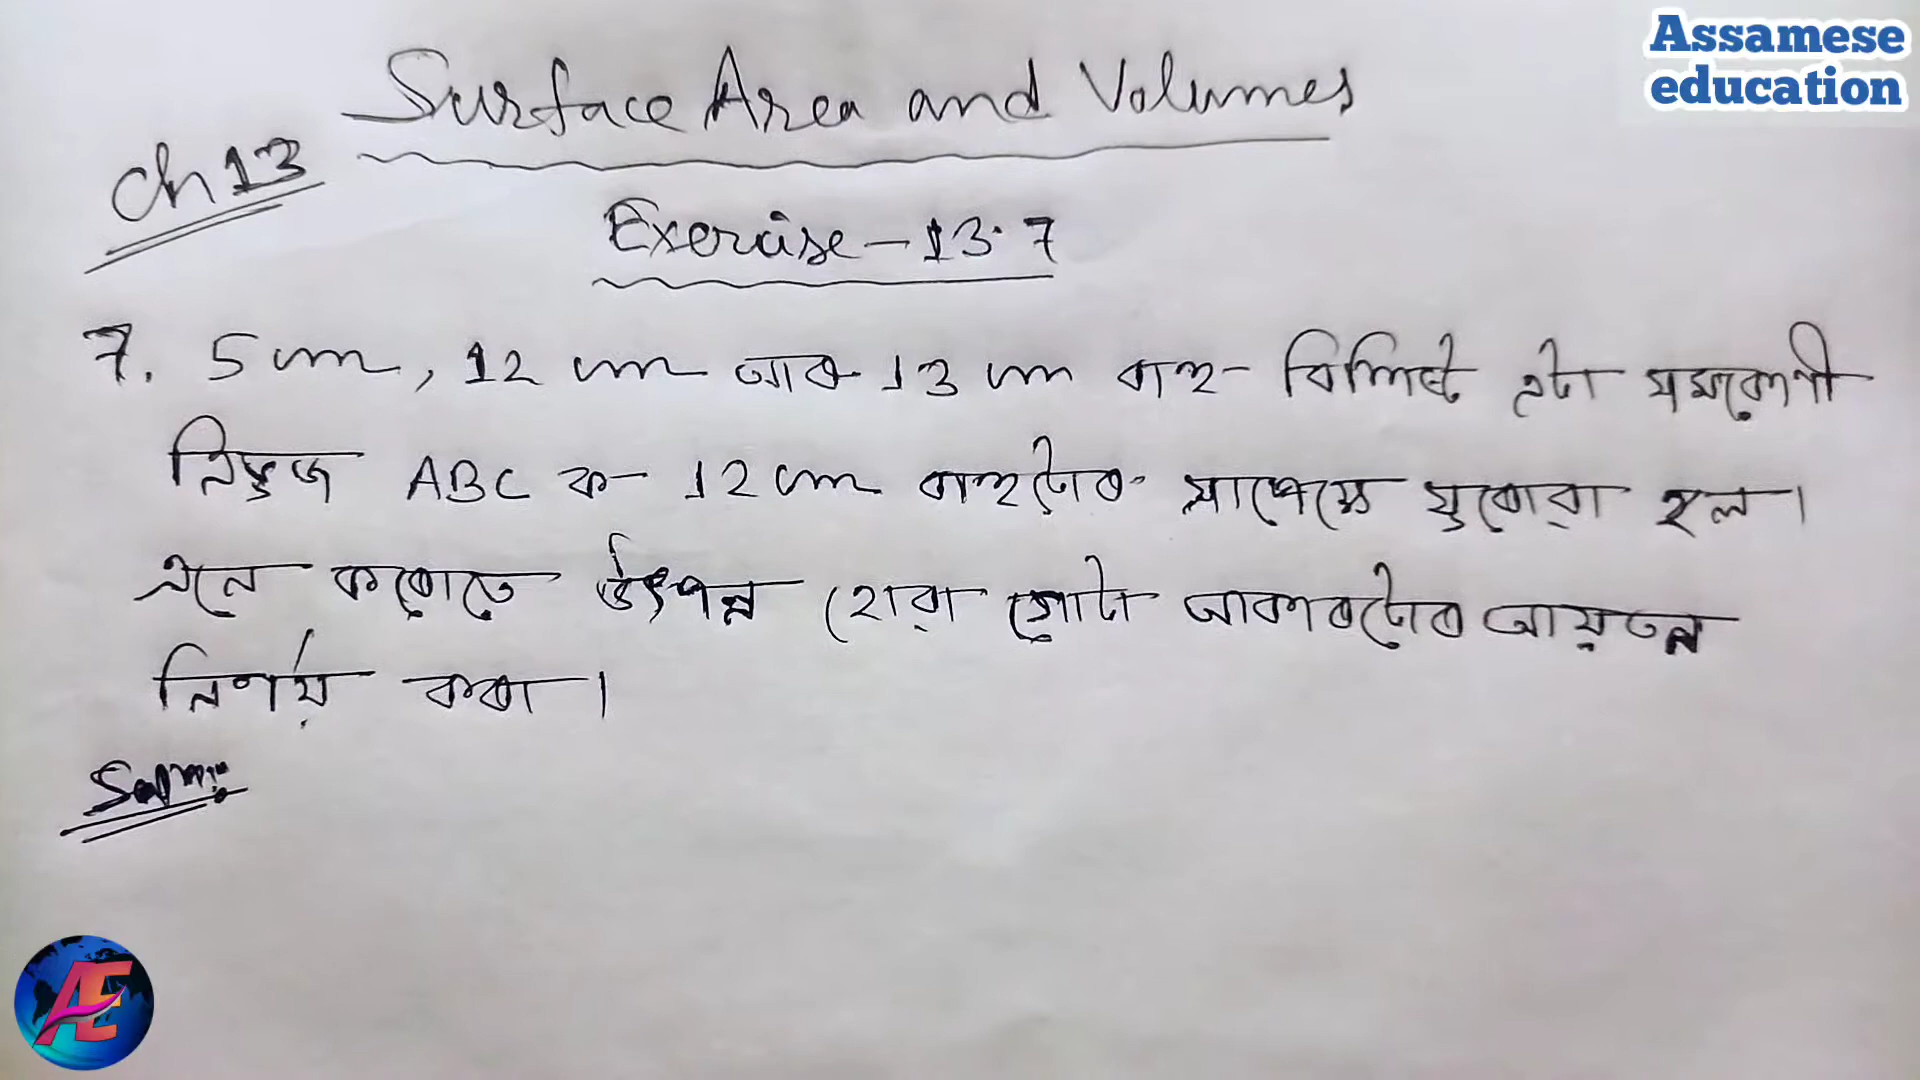 Assamese
education
Surface Area and Volumes
Ch 13
Exercise - 13.7
7. 5 cm, 12 cm আৰু 13 cm বাহু বিশিষ্ট এটা সমকোণী
ত্ৰিভুজ ABC ক 12 cm বাহুটোৰ সাপেক্ষে ঘূৰোৱা হল।
এনে কৰোতে উৎপন্ন হোৱা গোটা আকাৰটোৰ আয়তন
নিৰ্ণয় কৰা।
Soln:
AE